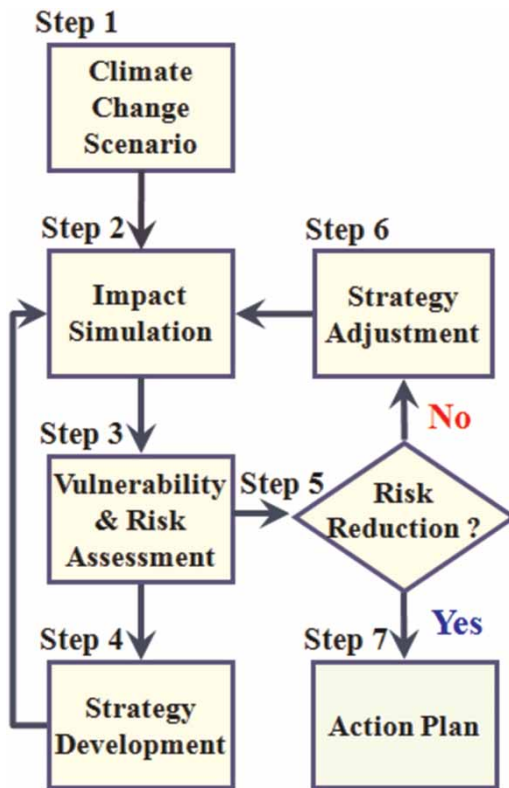 Step 1
Climate
Change
Scenario
Step 2
Impact
Simulation
Step 3
Vulnerability
& Risk
Assessment
Step 4
Strategy
Development
Step 5
Risk
Reduction ?
No
Step 6
Strategy
Adjustment
Yes
Step 7
Action Plan